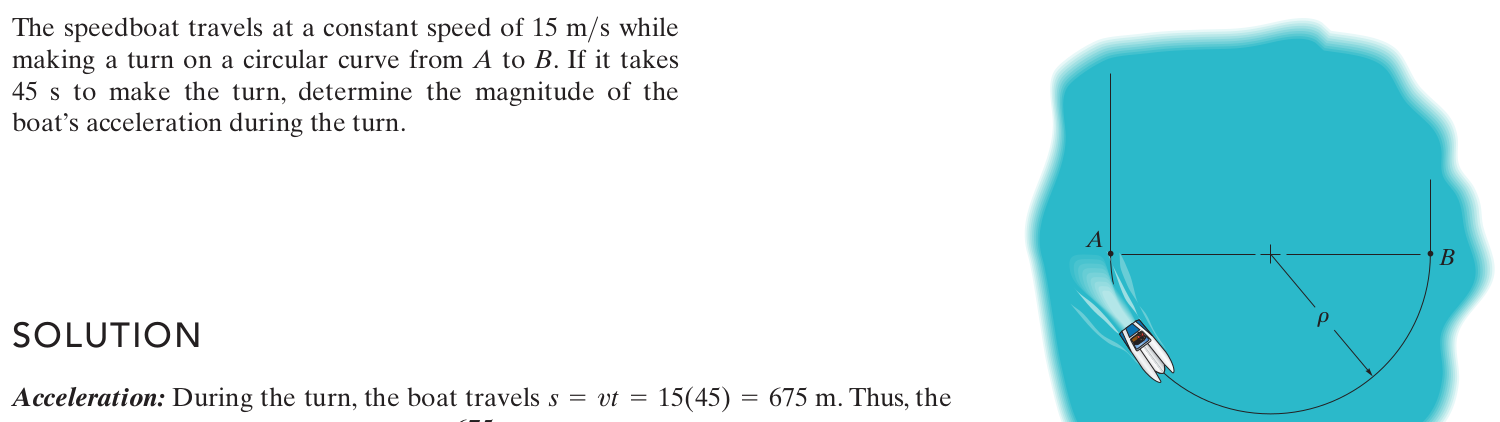 The speedboat travels at a constant speed of 15 m/s while
making a turn on a circular curve from A to B. If it takes
45 s to make the turn, determine the magnitude of the
boat's acceleration during the turn.
A
B
ρ
SOLUTION
Acceleration: During the turn, the boat travels s = vt = 15(45) = 675 m. Thus, the